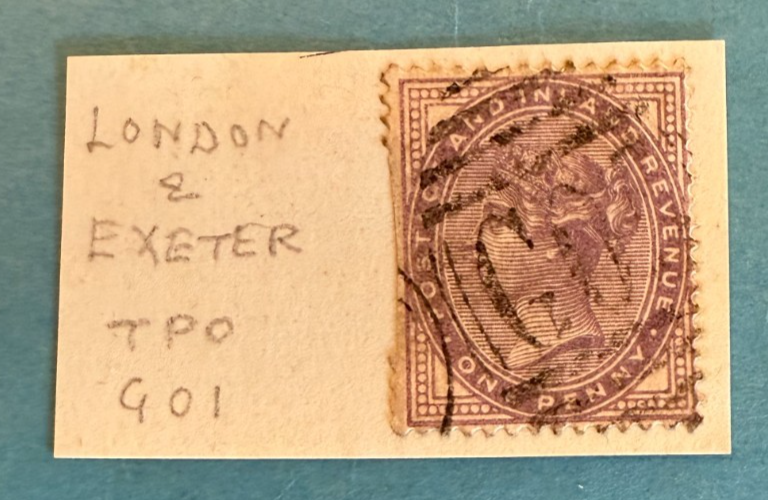 LONDON
&
EXETER
TPO
G01
POSTAGE AND INLAND REVENUE.
ONE PENNY